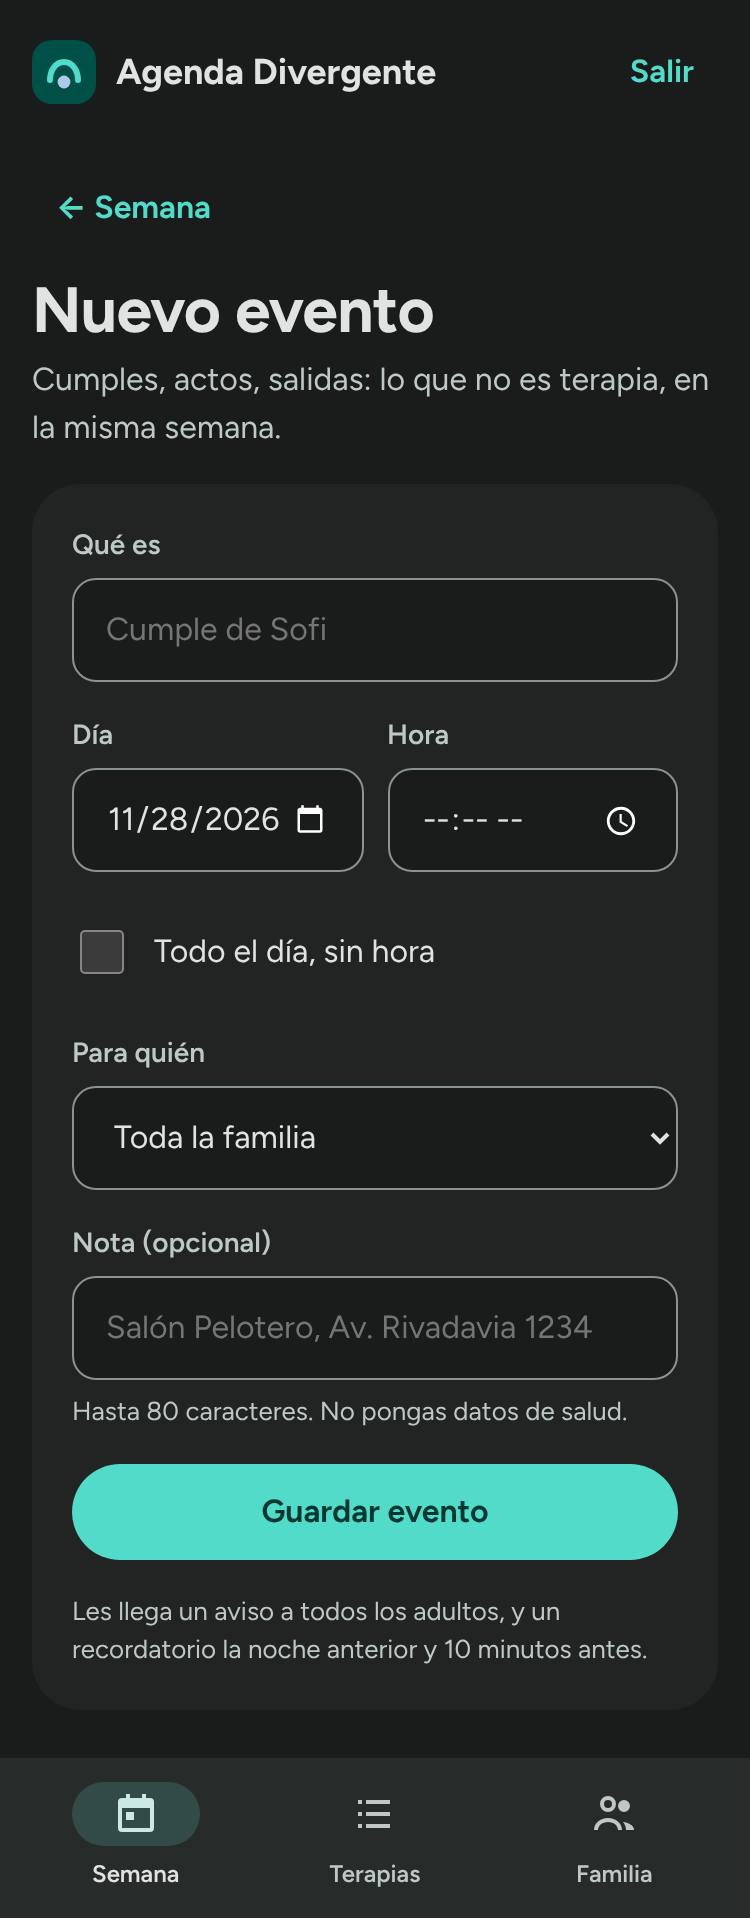 Agenda Divergente
Salir
← Semana
Nuevo evento
Cumples, actos, salidas: lo que no es terapia, en
la misma semana.
Qué es
Cumple de Sofi
Día
Hora
11/28/2026
--:-- --
Todo el día, sin hora
Para quién
Toda la familia
Nota (opcional)
Salón Pelotero, Av. Rivadavia 1234
Hasta 80 caracteres. No pongas datos de salud.
Guardar evento
Les llega un aviso a todos los adultos, y un
recordatorio la noche anterior y 10 minutos antes.
Semana
Terapias
Familia